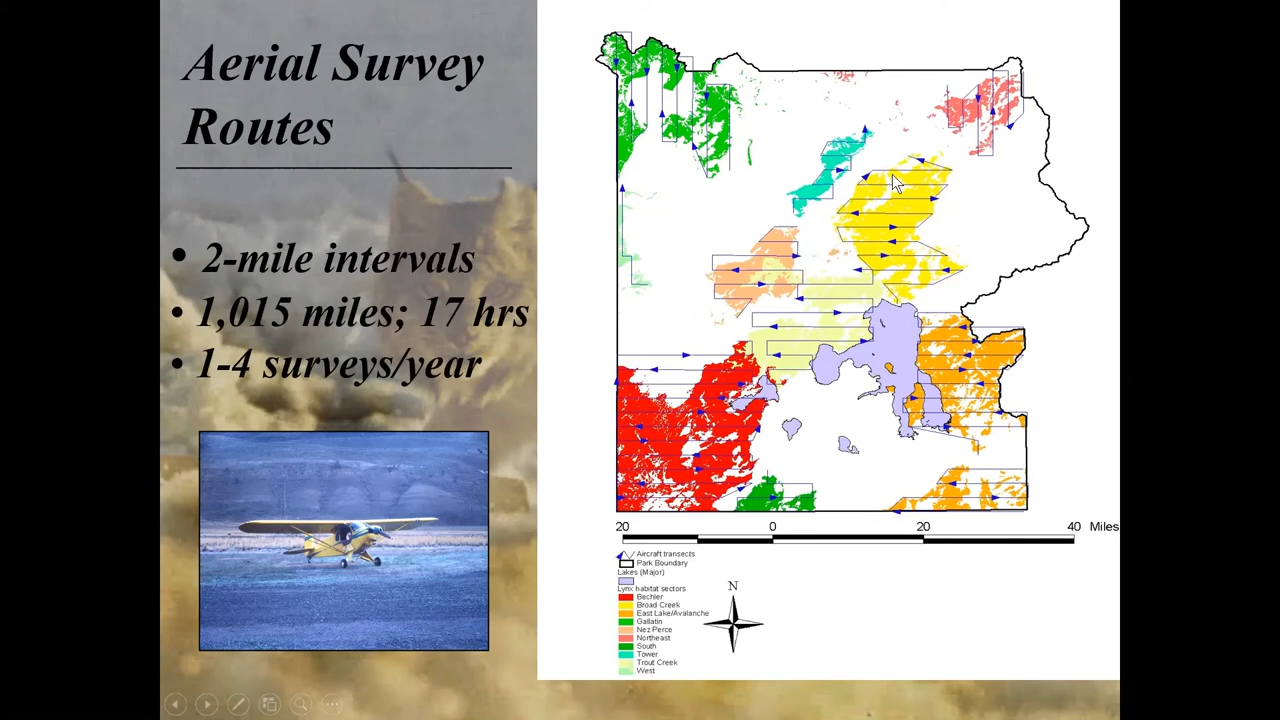 Aerial Survey
Routes
• 2-mile intervals
• 1,015 miles; 17 hrs
• 1-4 surveys/year
20 0 20 40 Miles
Aircraft transects
Park Boundary
Lakes (Major)
Lynx habitat sectors
Bechler
Broad Creek
East Lake/Avalanche
Gallatin
Nez Perce
Northeast
South
Tower
Trout Creek
West
N